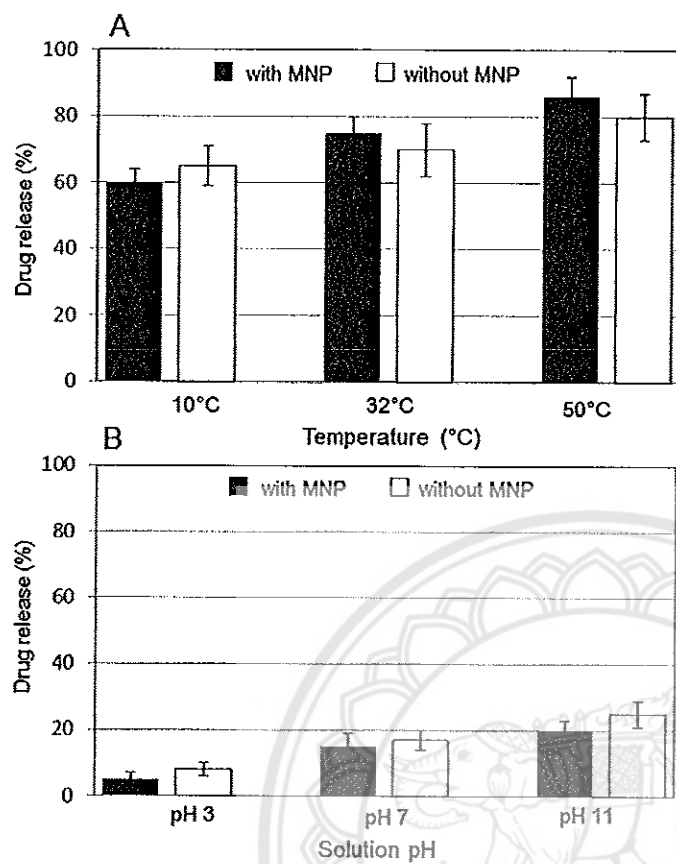 A
100
with MNP
without MNP
80
60
40
20
0
Drug release (%)
10°C
32°C
50°C
Temperature (°C)
B
100
with MNP
without MNP
80
60
40
20
0
Drug release (%)
pH 3
pH 7
pH 11
Solution pH